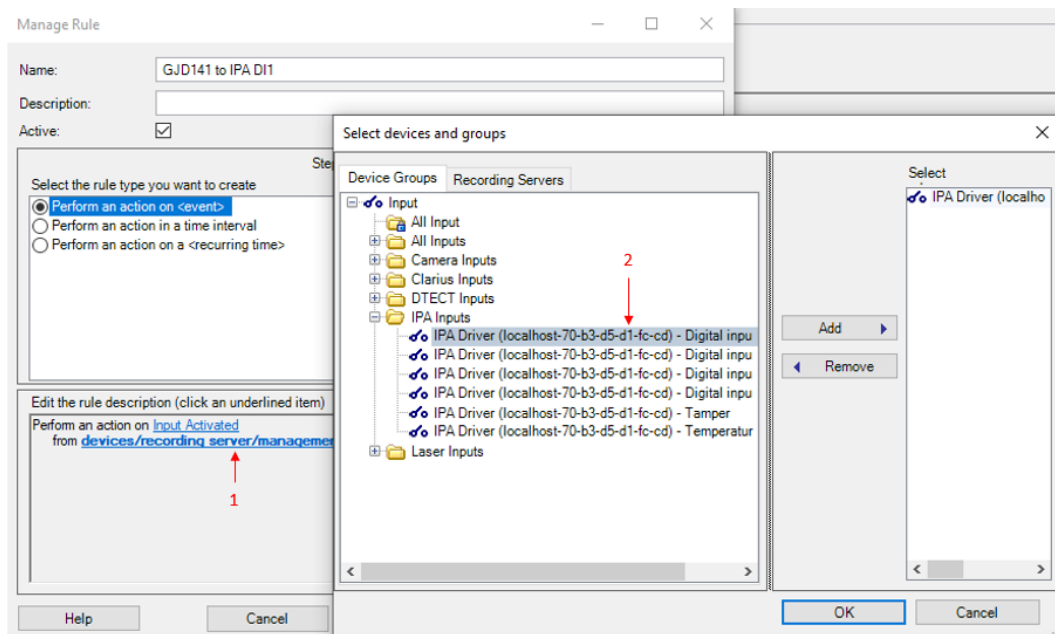 Manage Rule
Name:
GJD141 to IPA DI1
Description:
Active:
Select the rule type you want to create
Perform an action on <event>
Perform an action in a time interval
Perform an action on a <recurring time>
Edit the rule description (click an underlined item)
Perform an action on Input Activated
from devices/recording server/managemen
1
Help
Cancel
Select devices and groups
Device Groups
Recording Servers
Input
All Input
All Inputs
Camera Inputs
Clarius Inputs
DTECT Inputs
IPA Inputs
IPA Driver (localhost-70-b3-d5-d1-fc-cd) - Digital inpu
IPA Driver (localhost-70-b3-d5-d1-fc-cd) - Digital inpu
IPA Driver (localhost-70-b3-d5-d1-fc-cd) - Digital inpu
IPA Driver (localhost-70-b3-d5-d1-fc-cd) - Digital inpu
IPA Driver (localhost-70-b3-d5-d1-fc-cd) - Tamper
IPA Driver (localhost-70-b3-d5-d1-fc-cd) - Temperatur
Laser Inputs
2
Add
Remove
Select
IPA Driver (localho
OK
Cancel